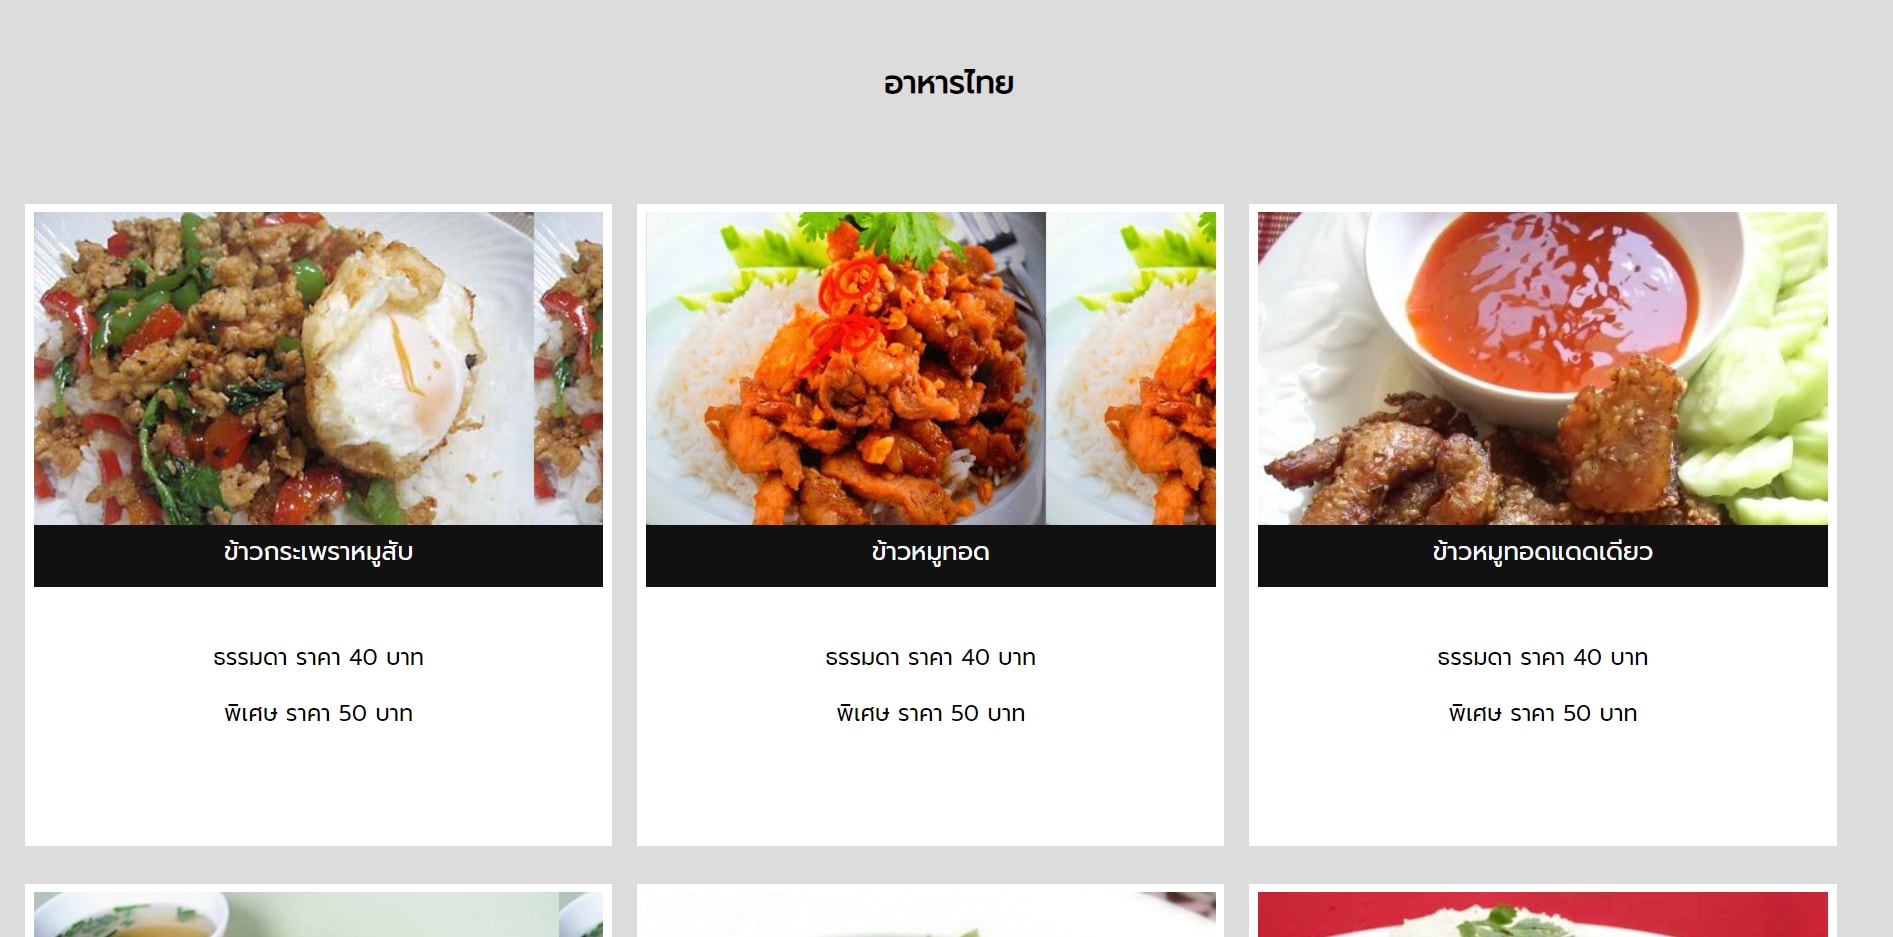 อาหารไทย
ข้าวกระเพราหมูสับ
ธรรมดา ราคา 40 บาท
พิเศษ ราคา 50 บาท
ข้าวหมูทอด
ธรรมดา ราคา 40 บาท
พิเศษ ราคา 50 บาท
ข้าวหมูทอดแดดเดียว
ธรรมดา ราคา 40 บาท
พิเศษ ราคา 50 บาท